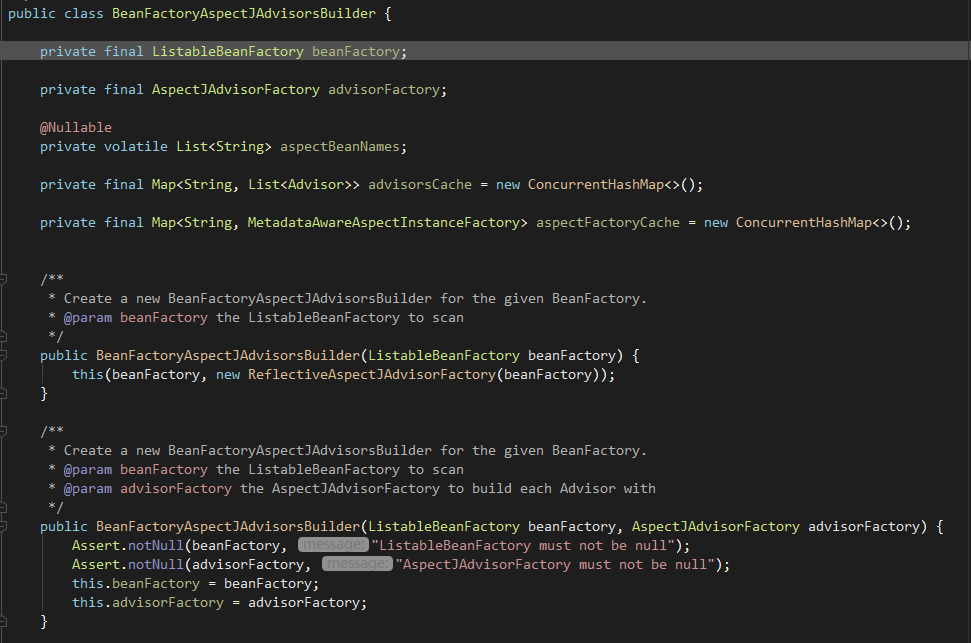 public class BeanFactoryAspectJAdvisorsBuilder {
private final ListableBeanFactory beanFactory;
private final AspectJAdvisorFactory advisorFactory;
@Nullable
private volatile List<String> aspectBeanNames;
private final Map<String, List<Advisor>> advisorsCache = new ConcurrentHashMap<>();
private final Map<String, MetadataAwareAspectInstanceFactory> aspectFactoryCache = new ConcurrentHashMap<>();
/**
* Create a new BeanFactoryAspectJAdvisorsBuilder for the given BeanFactory.
* @param beanFactory the ListableBeanFactory to scan
*/
public BeanFactoryAspectJAdvisorsBuilder(ListableBeanFactory beanFactory) {
this(beanFactory, new ReflectiveAspectJAdvisorFactory(beanFactory));
}
/**
* Create a new BeanFactoryAspectJAdvisorsBuilder for the given BeanFactory.
* @param beanFactory the ListableBeanFactory to scan
* @param advisorFactory the AspectJAdvisorFactory to build each Advisor with
*/
public BeanFactoryAspectJAdvisorsBuilder(ListableBeanFactory beanFactory, AspectJAdvisorFactory advisorFactory) {
Assert.notNull(beanFactory, message: "ListableBeanFactory must not be null");
Assert.notNull(advisorFactory, message: "AspectJAdvisorFactory must not be null");
this.beanFactory = beanFactory;
this.advisorFactory = advisorFactory;
}